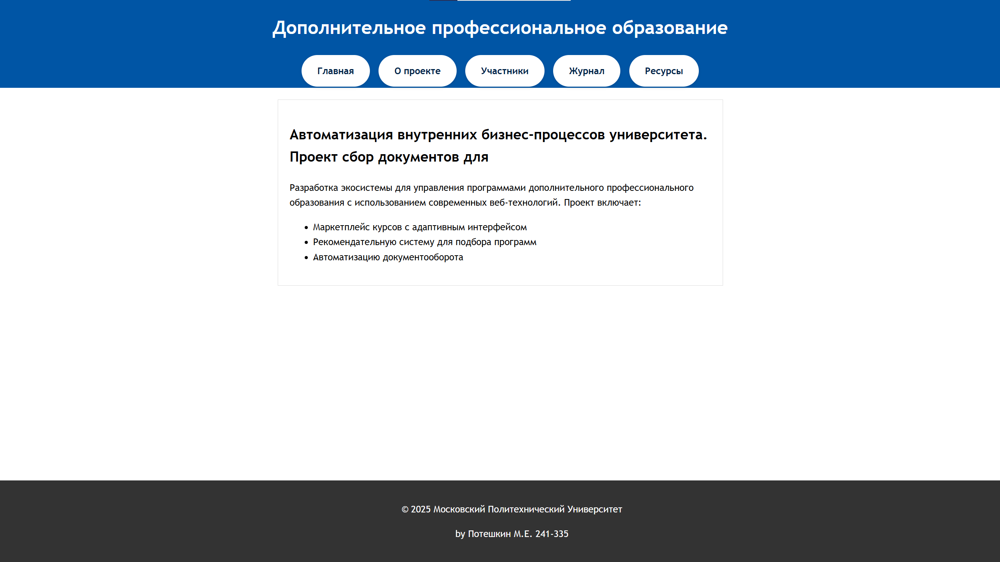 Дополнительное профессиональное образование
Главная
О проекте
Участники
Журнал
Ресурсы
Автоматизация внутренних бизнес-процессов университета.
Проект сбор документов для
Разработка экосистемы для управления программами дополнительного профессионального
образования с использованием современных веб-технологий. Проект включает:
• Маркетплейс курсов с адаптивным интерфейсом
• Рекомендательную систему для подбора программ
• Автоматизацию документооборота
© 2025 Московский Политехнический Университет
by Потешкин М.Е. 241-335